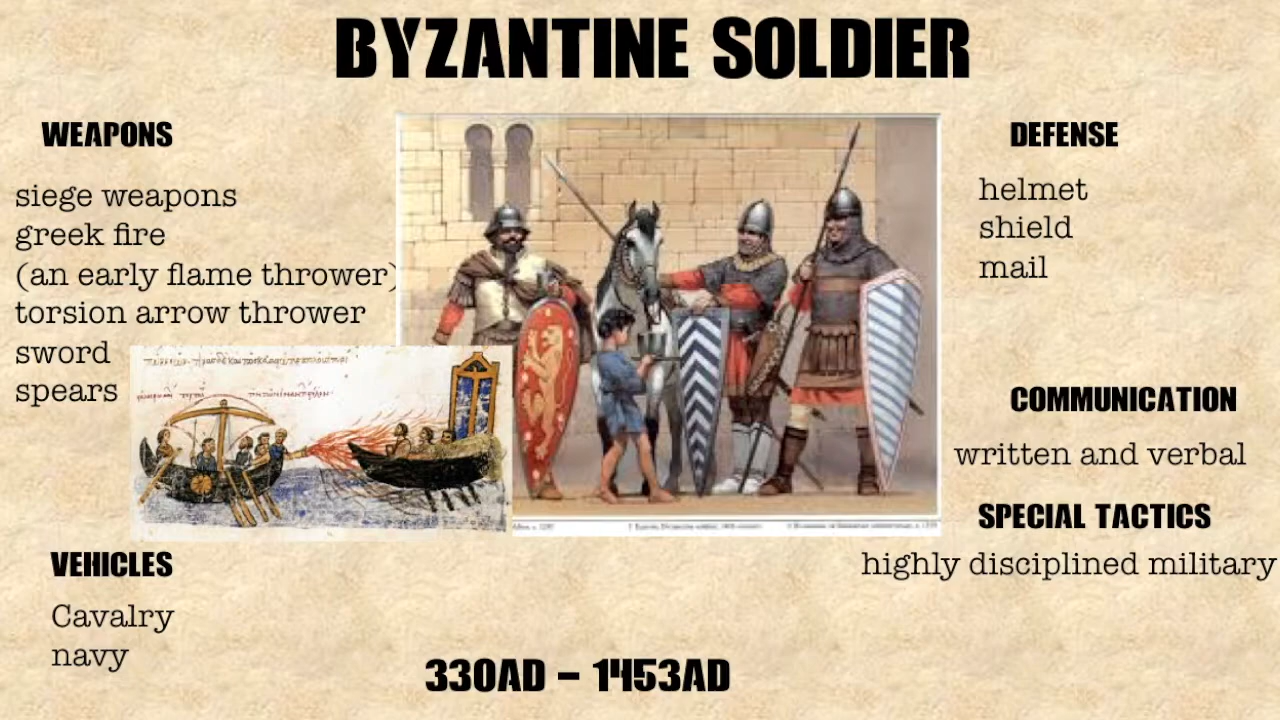 BYZANTINE SOLDIER
WEAPONS
siege weapons
greek fire
(an early flame thrower)
torsion arrow thrower
sword
spears
VEHICLES
Cavalry
navy
330AD - 1453AD
DEFENSE
helmet
shield
mail
COMMUNICATION
written and verbal
SPECIAL TACTICS
highly disciplined military